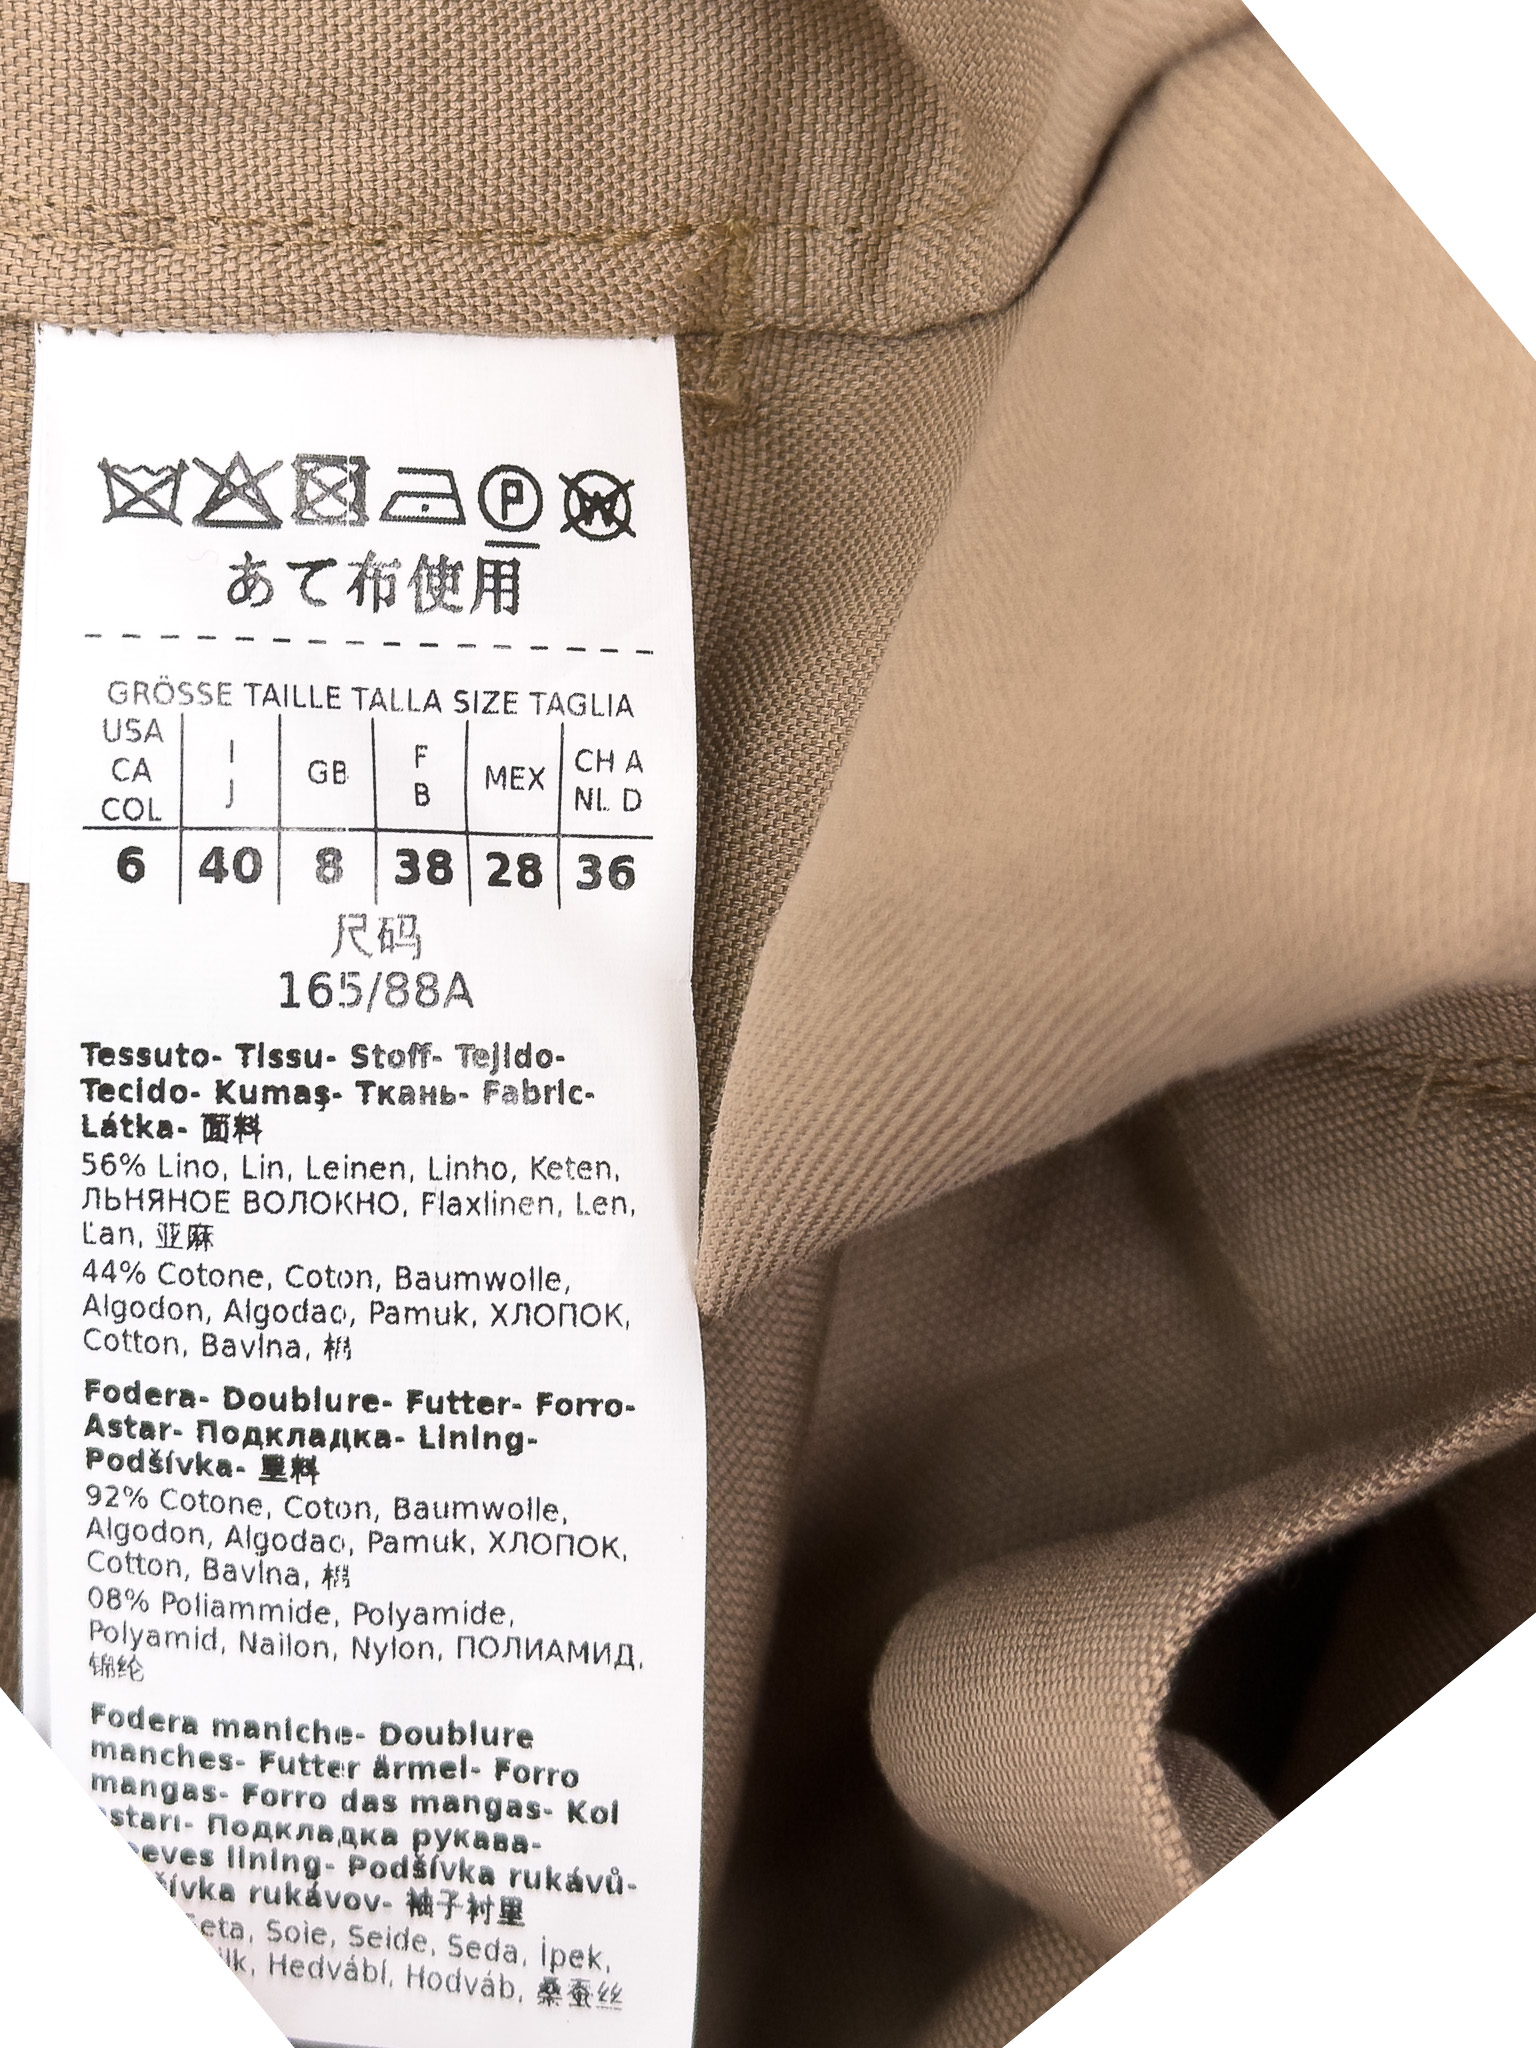 P W
あて布使用
GRÖSSE TAILLE TALLA SIZE TAGLIA
USA CA COL I J GB F B MEX CH A NL D
6 40 8 38 28 36
尺码
165/88A
Tessuto- Tissu- Stoff- Tejido-
Tecido- Kumaş- Ткань- Fabric-
Látka- 面料
56% Lino, Lin, Leinen, Linho, Keten,
ЛЬНЯНОЕ ВОЛОКНО, Flaxlinen, Len,
Ľan, 亚麻
44% Cotone, Coton, Baumwolle,
Algodon, Algodao, Pamuk, ХЛОПОК,
Cotton, Bavlna, 棉
Fodera- Doublure- Futter- Forro-
Astar- Подкладка- Lining-
Podšívka- 里料
92% Cotone, Coton, Baumwolle,
Algodon, Algodao, Pamuk, ХЛОПОК,
Cotton, Bavlna, 棉
08% Poliammide, Polyamide,
Polyamid, Nailon, Nylon, ПОЛИАМИД,
锦纶
Fodera maniche- Doublure
manches- Futter ärmel- Forro
mangas- Forro das mangas- Kol
astarı- Подкладка рукава-
eeves lining- Podšívka rukávů-
šívka rukávov- 袖子衬里
Seta, Soie, Seide, Seda, İpek,
lk, Hedvábí, Hodváb, 桑蚕丝